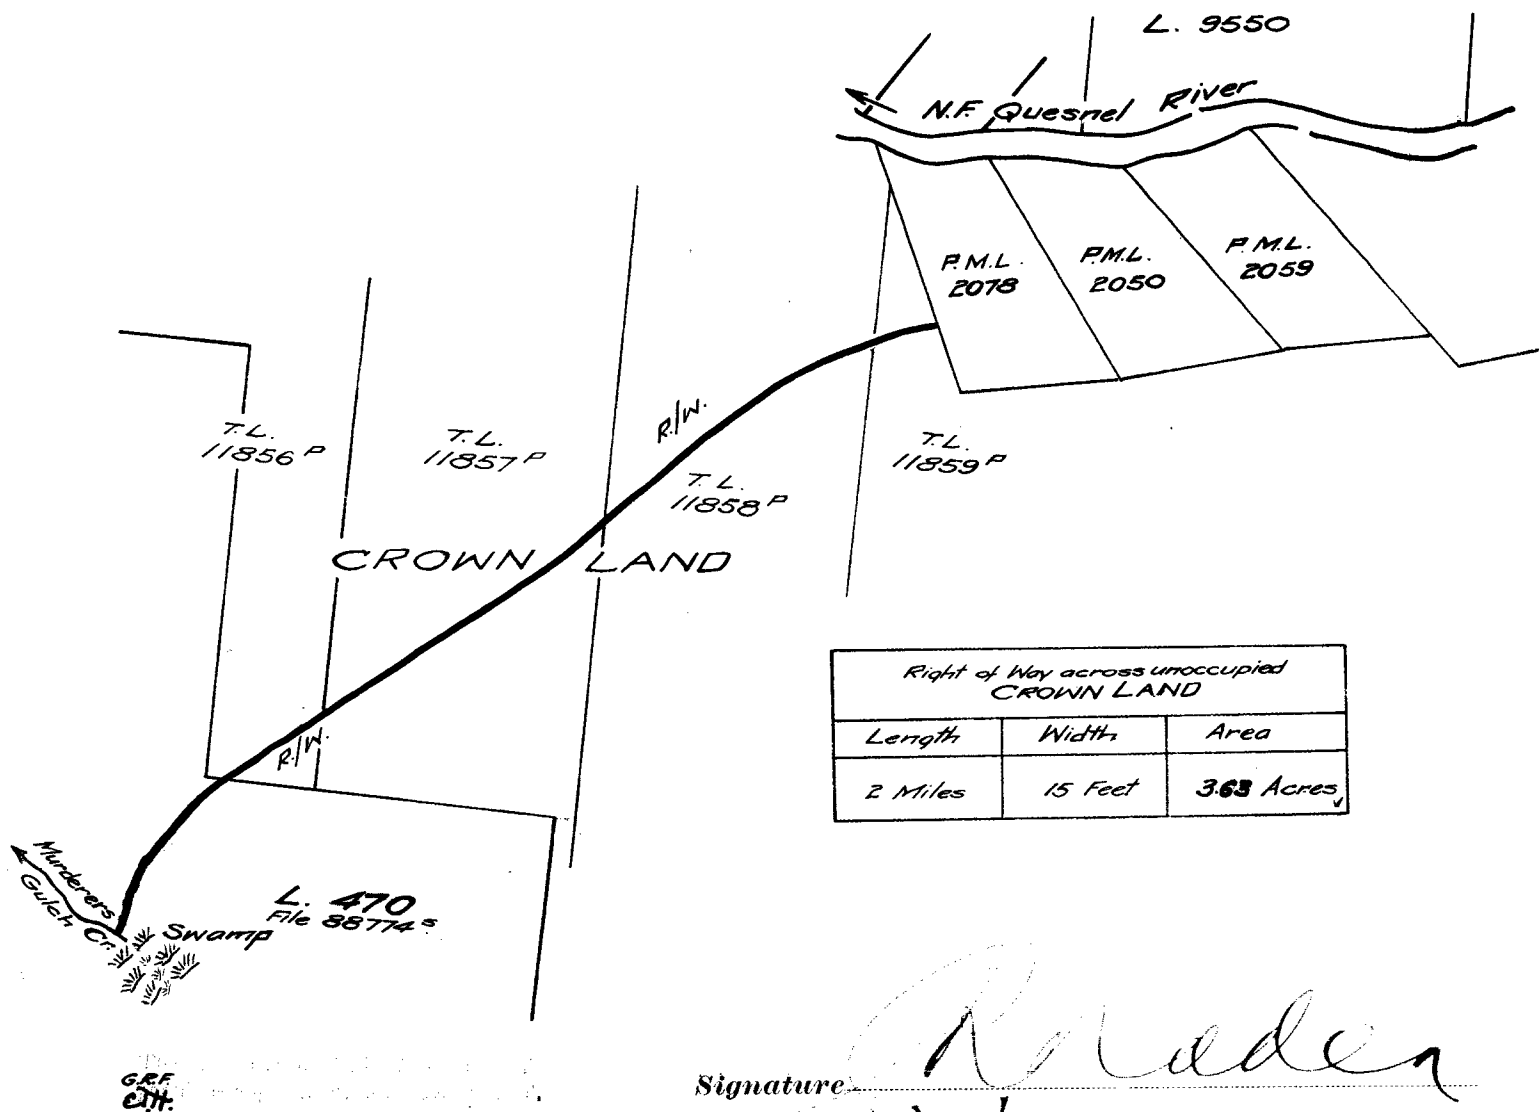 L. 9550
N.F. Quesnel River
P.M.L.
2078
P.M.L.
2050
P.M.L.
2059
T.L.
11856 P
T.L.
11857 P
R./W.
T.L.
11858 P
T.L.
11859 P
CROWN LAND
Right of Way across unoccupied
CROWN LAND
Length Width Area
2 Miles 15 Feet 3.63 Acres
R./W.
Murderers
Gulch Cr.
Swamp
L. 470
File 88774 s
G.R.F.
Signature